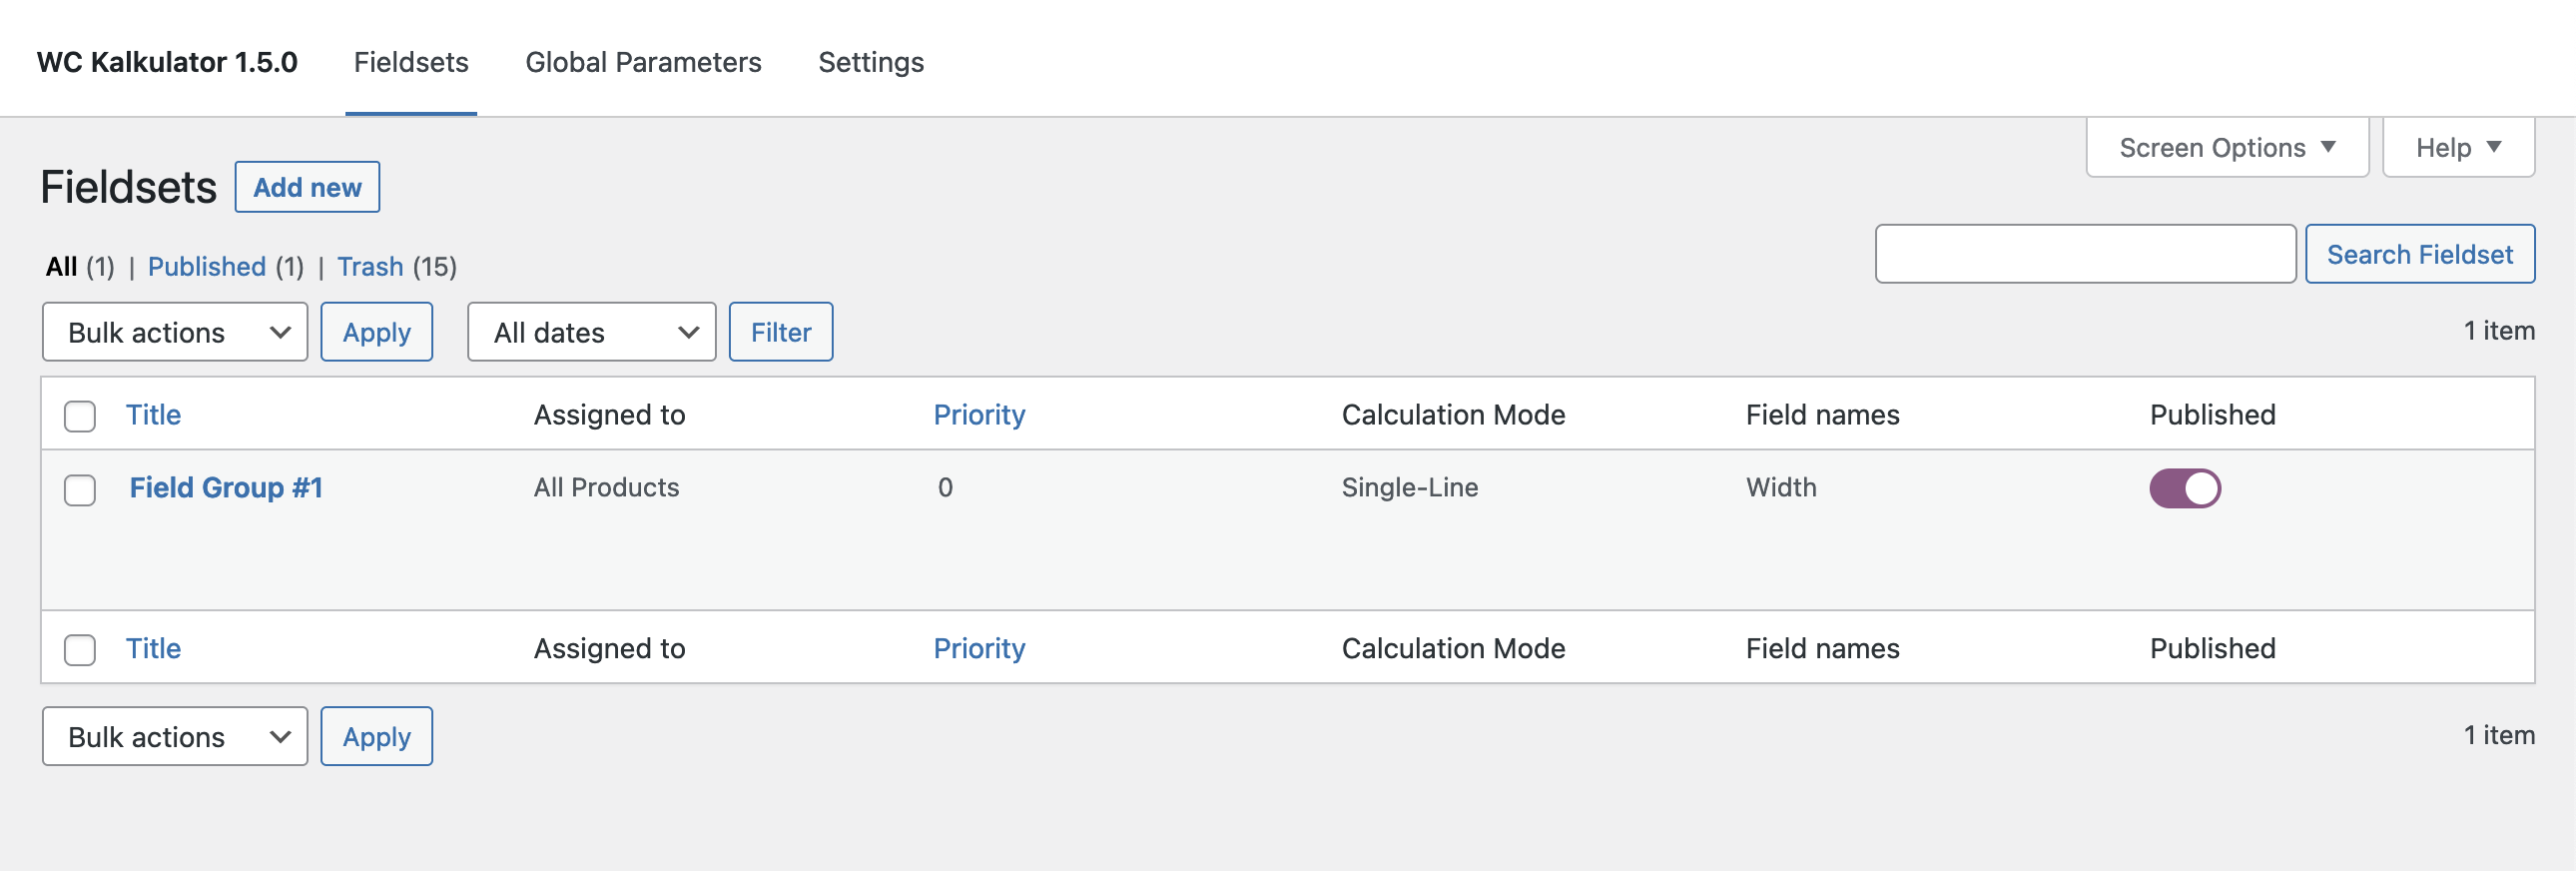 WC Kalkulator 1.5.0 Fieldsets Global Parameters Settings
Screen Options Help
Fieldsets Add new
All (1) | Published (1) | Trash (15)
Search Fieldset
Bulk actions Apply All dates Filter 1 item
Title Assigned to Priority Calculation Mode Field names Published
Field Group #1 All Products 0 Single-Line Width
Title Assigned to Priority Calculation Mode Field names Published
Bulk actions Apply 1 item